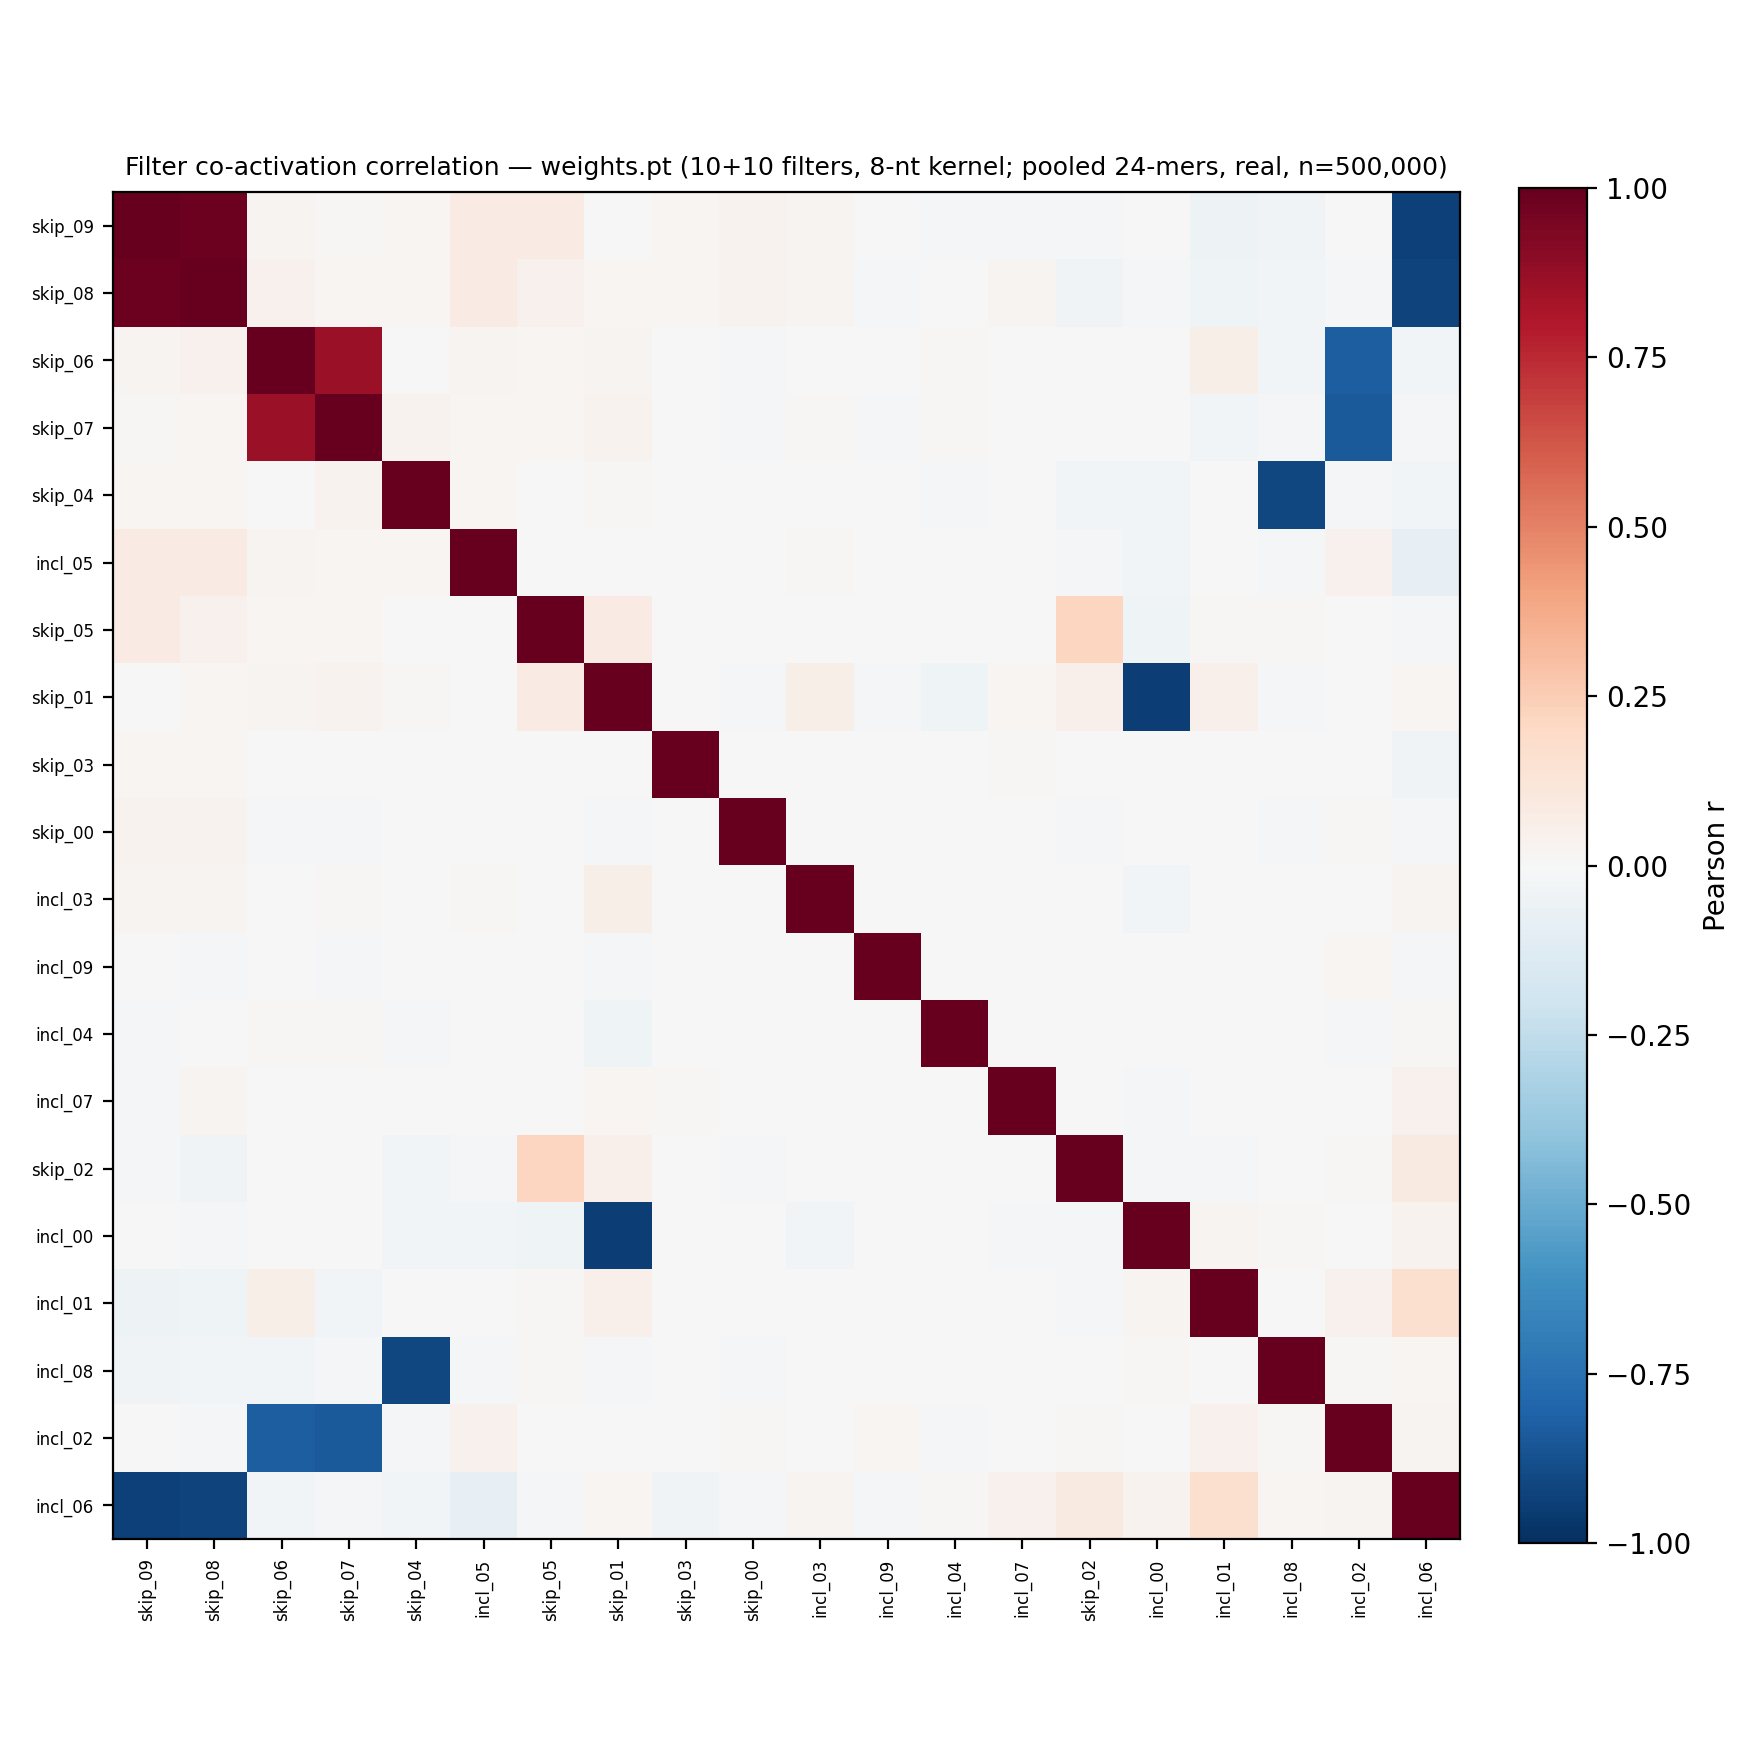 Filter co-activation correlation — weights.pt (10+10 filters, 8-nt kernel; pooled 24-mers, real, n=500,000)
skip_09
skip_08
skip_06
skip_07
skip_04
incl_05
skip_05
skip_01
skip_03
skip_00
incl_03
incl_09
incl_04
incl_07
skip_02
incl_00
incl_01
incl_08
incl_02
incl_06
skip_09 skip_08 skip_06 skip_07 skip_04 incl_05 skip_05 skip_01 skip_03 skip_00 incl_03 incl_09 incl_04 incl_07 skip_02 incl_00 incl_01 incl_08 incl_02 incl_06
1.00
0.75
0.50
0.25
0.00
−0.25
−0.50
−0.75
−1.00
Pearson r